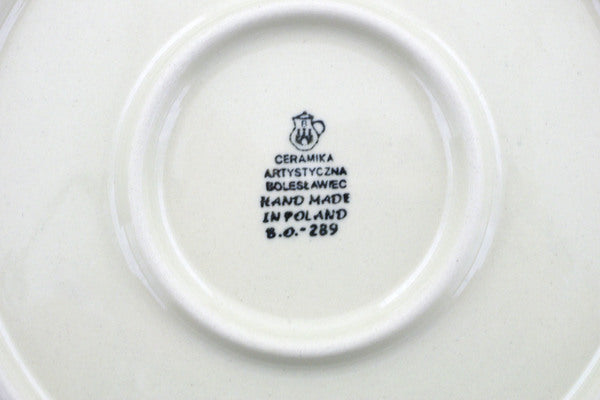 CERAMIKA
ARTYSTYCZNA
BOLESŁAWIEC
HAND MADE
IN POLAND
B.O.-289